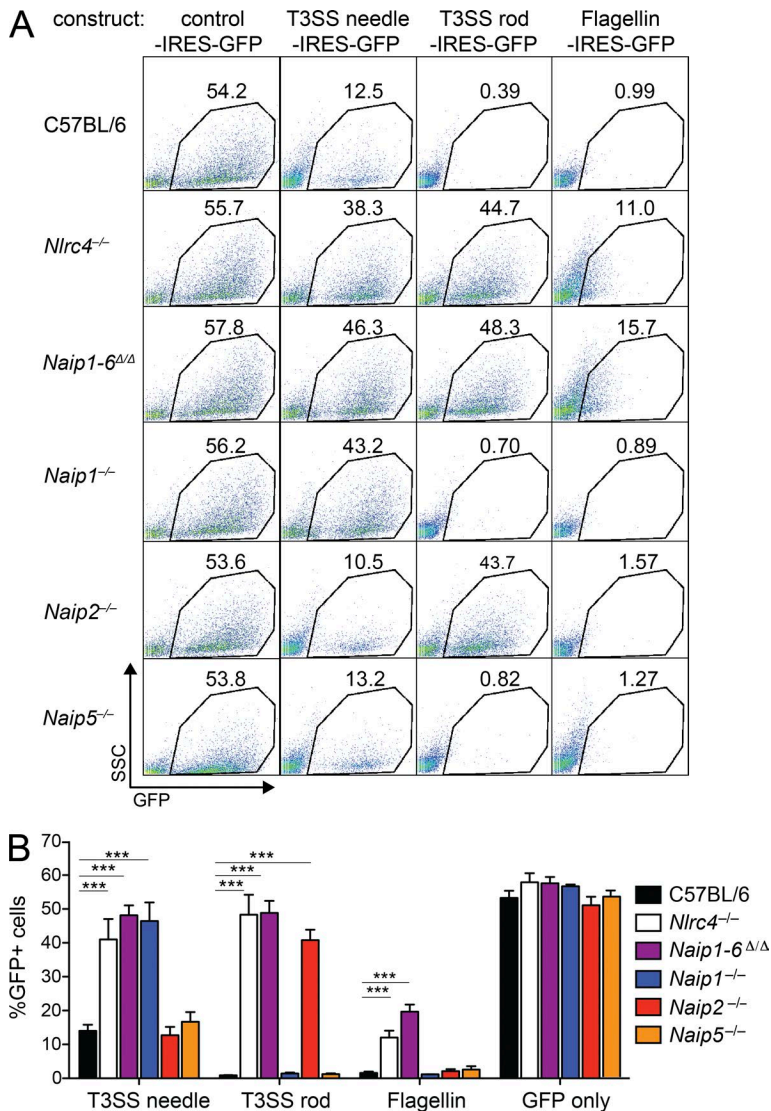 A
construct: control T3SS needle T3SS rod Flagellin
-IRES-GFP -IRES-GFP -IRES-GFP -IRES-GFP
C57BL/6 54.2 12.5 0.39 0.99
Nlrc4–/– 55.7 38.3 44.7 11.0
Naip1-6Δ/Δ 57.8 46.3 48.3 15.7
Naip1–/– 56.2 43.2 0.70 0.89
Naip2–/– 53.6 10.5 43.7 1.57
Naip5–/– 53.8 13.2 0.82 1.27
SSC
GFP
B
%GFP+ cells
70
60
50
40
30
20
10
0
*** *** ***
*** *** ***
*** *** 
C57BL/6
Nlrc4–/–
Naip1-6Δ/Δ
Naip1–/–
Naip2–/–
Naip5–/–
T3SS needle T3SS rod Flagellin GFP only